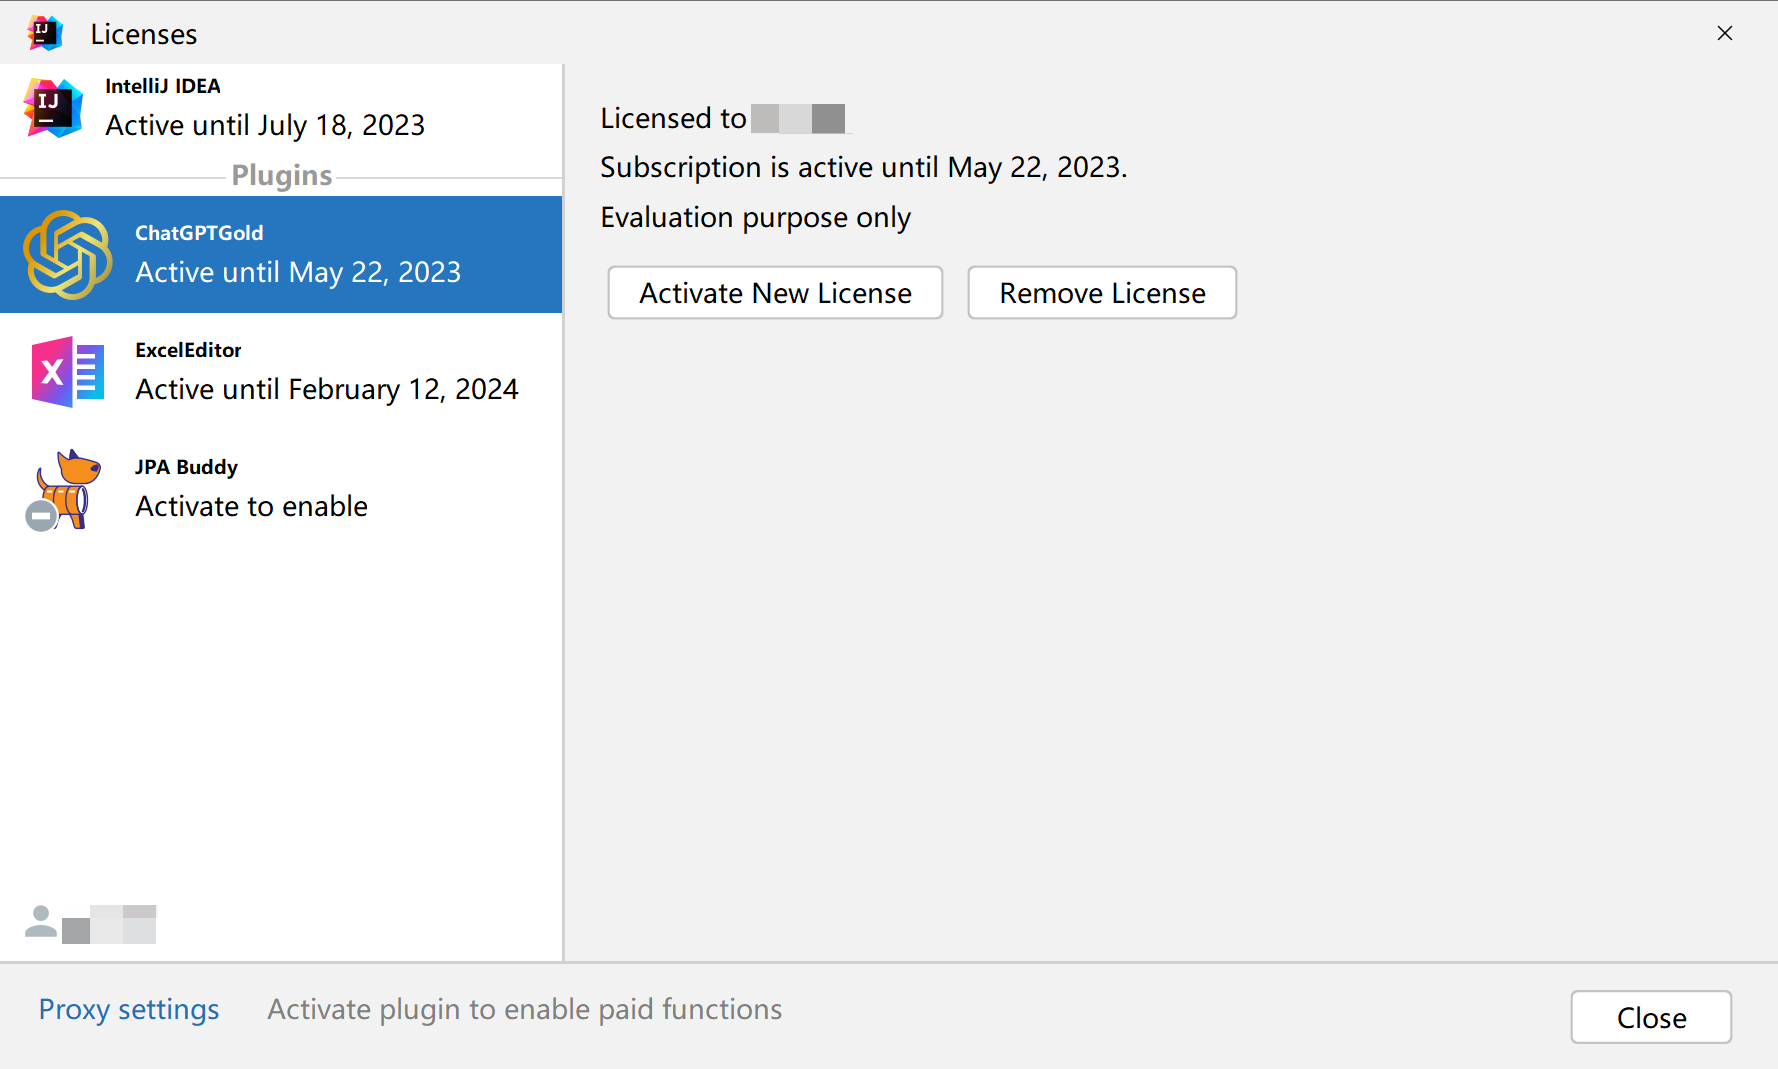 IJ
Licenses
IJ
IntelliJ IDEA
Active until July 18, 2023
Plugins
ChatGPTGold
Active until May 22, 2023
X
ExcelEditor
Active until February 12, 2024
JPA Buddy
Activate to enable
Licensed to
Subscription is active until May 22, 2023.
Evaluation purpose only
Activate New License
Remove License
Proxy settings
Activate plugin to enable paid functions
Close